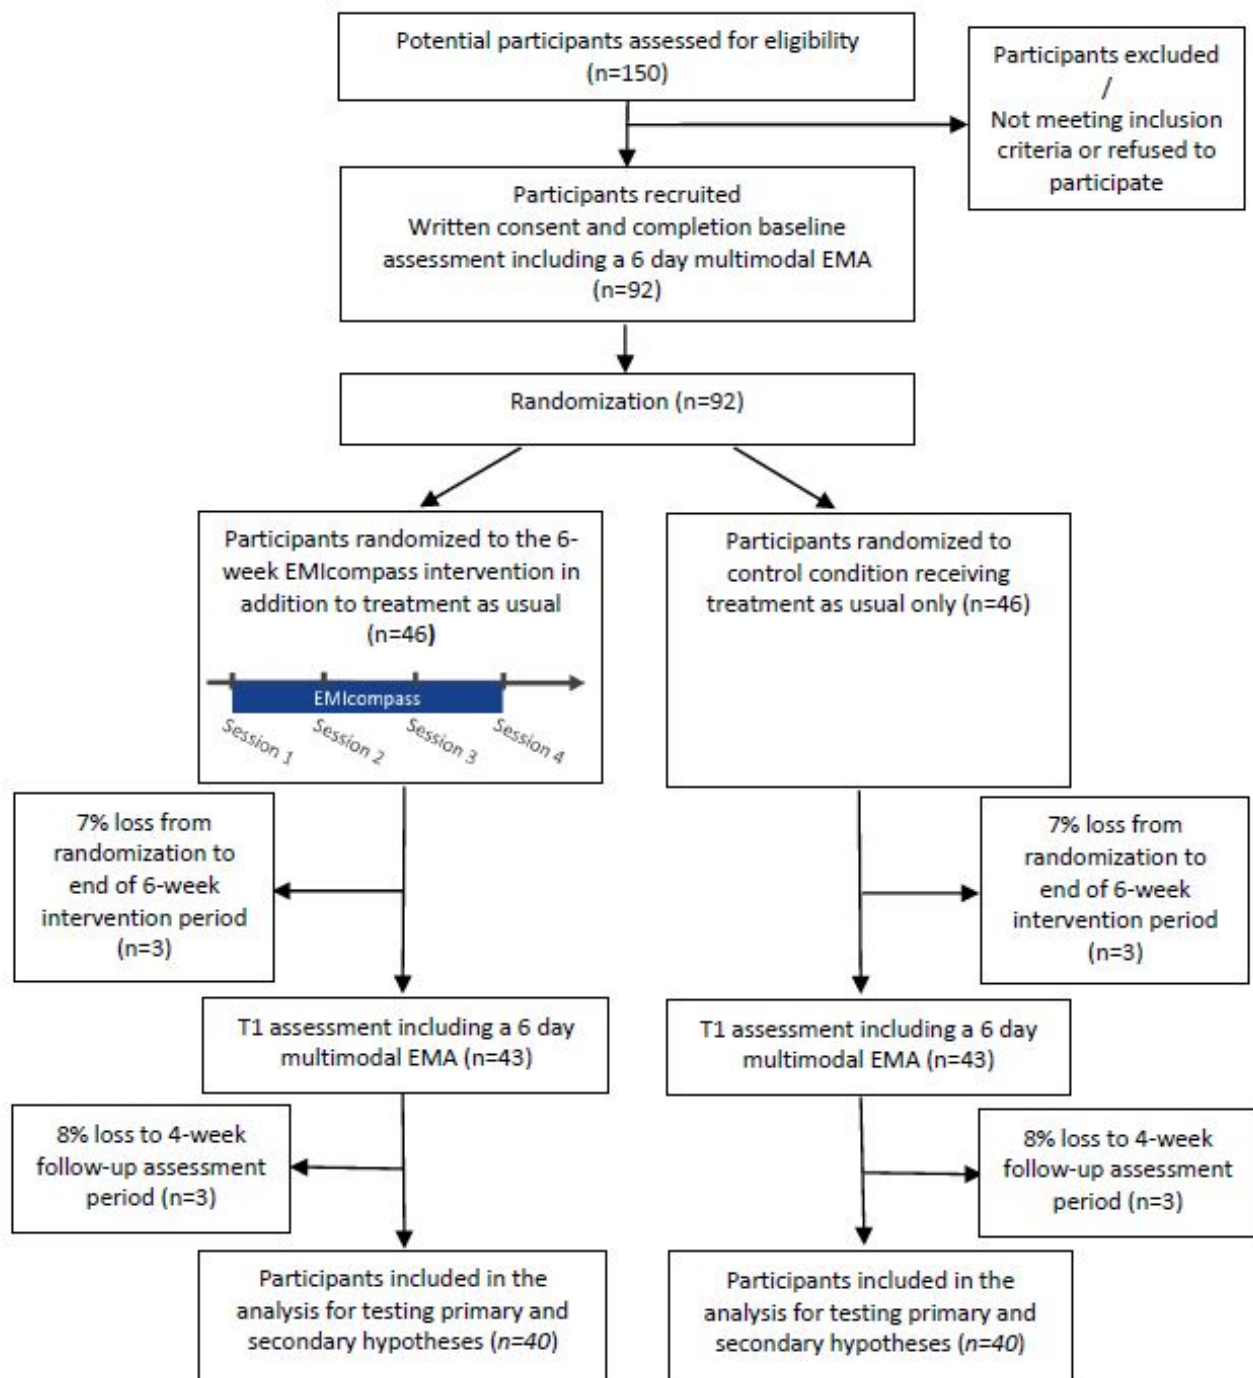 Potential participants assessed for eligibility
(n=150)
Participants excluded
/
Not meeting inclusion
criteria or refused to
participate
Participants recruited
Written consent and completion baseline
assessment including a 6 day multimodal EMA
(n=92)
Randomization (n=92)
Participants randomized to the 6-
week EMIcompass intervention in
addition to treatment as usual
(n=46)
EMIcompass
Session 1
Session 2
Session 3
Session 4
Participants randomized to
control condition receiving
treatment as usual only (n=46)
7% loss from
randomization to
end of 6-week
intervention period
(n=3)
7% loss from
randomization to
end of 6-week
intervention period
(n=3)
T1 assessment including a 6 day
multimodal EMA (n=43)
T1 assessment including a 6 day
multimodal EMA (n=43)
8% loss to 4-week
follow-up assessment
period (n=3)
8% loss to 4-week
follow-up assessment
period (n=3)
Participants included in the
analysis for testing primary and
secondary hypotheses (n=40)
Participants included in the
analysis for testing primary and
secondary hypotheses (n=40)